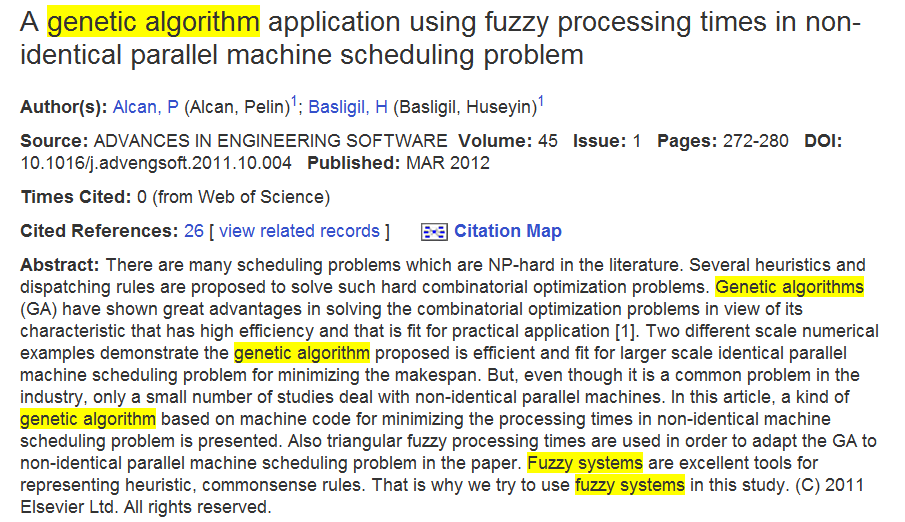 A genetic algorithm application using fuzzy processing times in non-
identical parallel machine scheduling problem
Author(s): Alcan, P (Alcan, Pelin)1; Basligil, H (Basligil, Huseyin)1
Source: ADVANCES IN ENGINEERING SOFTWARE Volume: 45 Issue: 1 Pages: 272-280 DOI:
10.1016/j.advengsoft.2011.10.004 Published: MAR 2012
Times Cited: 0 (from Web of Science)
Cited References: 26 [ view related records ] Citation Map
Abstract: There are many scheduling problems which are NP-hard in the literature. Several heuristics and
dispatching rules are proposed to solve such hard combinatorial optimization problems. Genetic algorithms
(GA) have shown great advantages in solving the combinatorial optimization problems in view of its
characteristic that has high efficiency and that is fit for practical application [1]. Two different scale numerical
examples demonstrate the genetic algorithm proposed is efficient and fit for larger scale identical parallel
machine scheduling problem for minimizing the makespan. But, even though it is a common problem in the
industry, only a small number of studies deal with non-identical parallel machines. In this article, a kind of
genetic algorithm based on machine code for minimizing the processing times in non-identical machine
scheduling problem is presented. Also triangular fuzzy processing times are used in order to adapt the GA to
non-identical parallel machine scheduling problem in the paper. Fuzzy systems are excellent tools for
representing heuristic, commonsense rules. That is why we try to use fuzzy systems in this study. (C) 2011
Elsevier Ltd. All rights reserved.